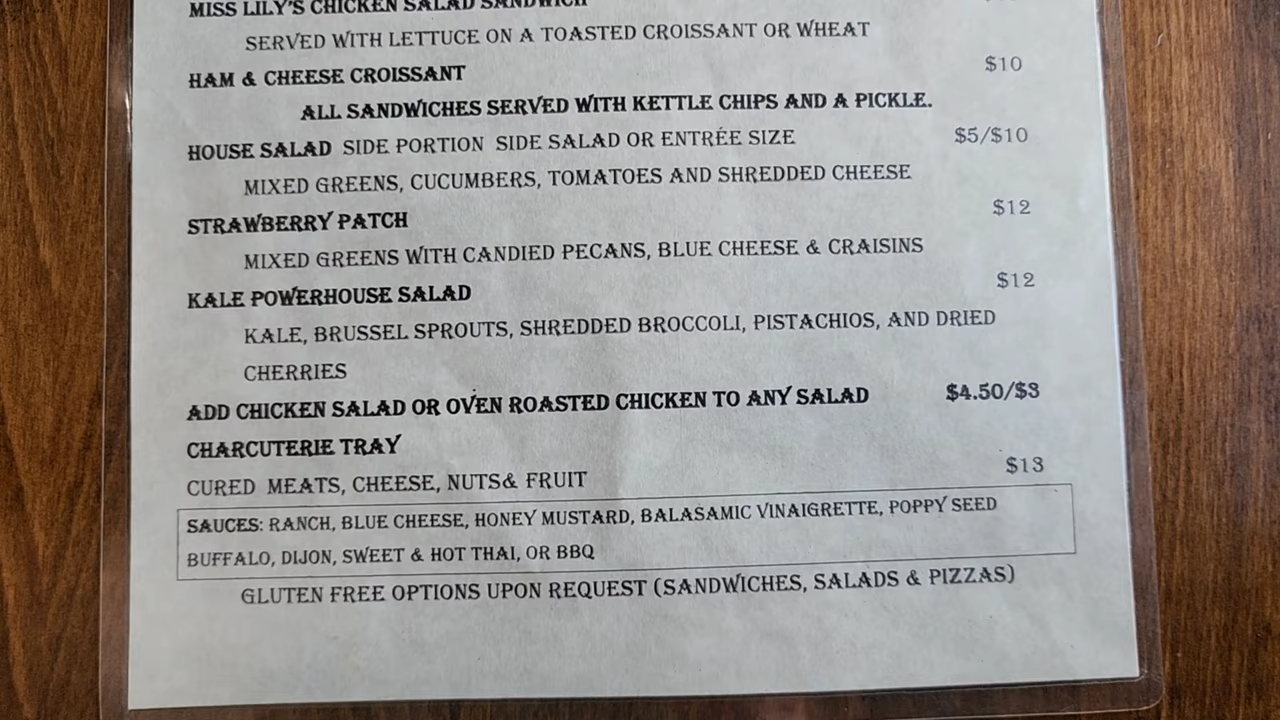 MISS LILY'S CHICKEN SALAD SANDWICH
SERVED WITH LETTUCE ON A TOASTED CROISSANT OR WHEAT
HAM & CHEESE CROISSANT $10
ALL SANDWICHES SERVED WITH KETTLE CHIPS AND A PICKLE.
HOUSE SALAD SIDE PORTION SIDE SALAD OR ENTRÉE SIZE $5/$10
MIXED GREENS, CUCUMBERS, TOMATOES AND SHREDDED CHEESE
STRAWBERRY PATCH $12
MIXED GREENS WITH CANDIED PECANS, BLUE CHEESE & CRAISINS
KALE POWERHOUSE SALAD $12
KALE, BRUSSEL SPROUTS, SHREDDED BROCCOLI, PISTACHIOS, AND DRIED
CHERRIES
ADD CHICKEN SALAD OR OVEN ROASTED CHICKEN TO ANY SALAD $4.50/$3
CHARCUTERIE TRAY
CURED MEATS, CHEESE, NUTS& FRUIT $13
SAUCES: RANCH, BLUE CHEESE, HONEY MUSTARD, BALASAMIC VINAIGRETTE, POPPY SEED
BUFFALO, DIJON, SWEET & HOT THAI, OR BBQ
GLUTEN FREE OPTIONS UPON REQUEST (SANDWICHES, SALADS & PIZZAS)